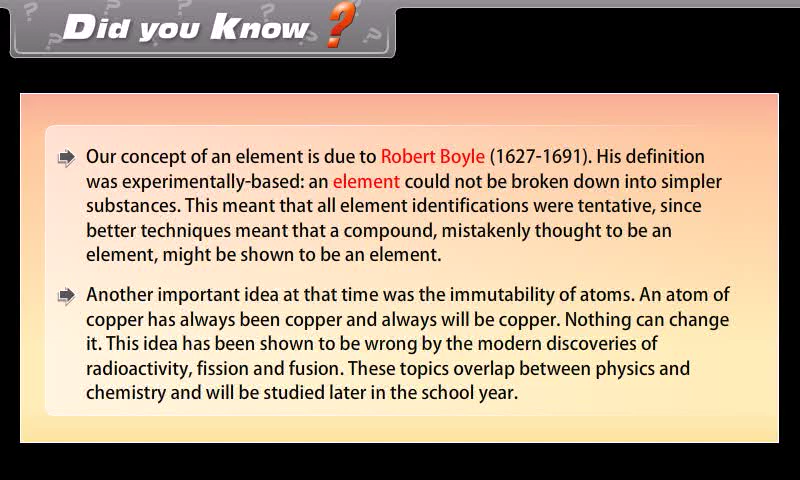 Did you Know ?
Our concept of an element is due to Robert Boyle (1627-1691). His definition
was experimentally-based: an element could not be broken down into simpler
substances. This meant that all element identifications were tentative, since
better techniques meant that a compound, mistakenly thought to be an
element, might be shown to be an element.
Another important idea at that time was the immutability of atoms. An atom of
copper has always been copper and always will be copper. Nothing can change
it. This idea has been shown to be wrong by the modern discoveries of
radioactivity, fission and fusion. These topics overlap between physics and
chemistry and will be studied later in the school year.